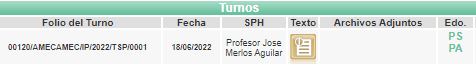 Turnos
Folio del Turno Fecha SPH Texto Archivos Adjuntos Edo.
00120/AMECAMEC/IP/2022/TSP/0001 18/06/2022 Profesor Jose Merlos Aguilar PS PA